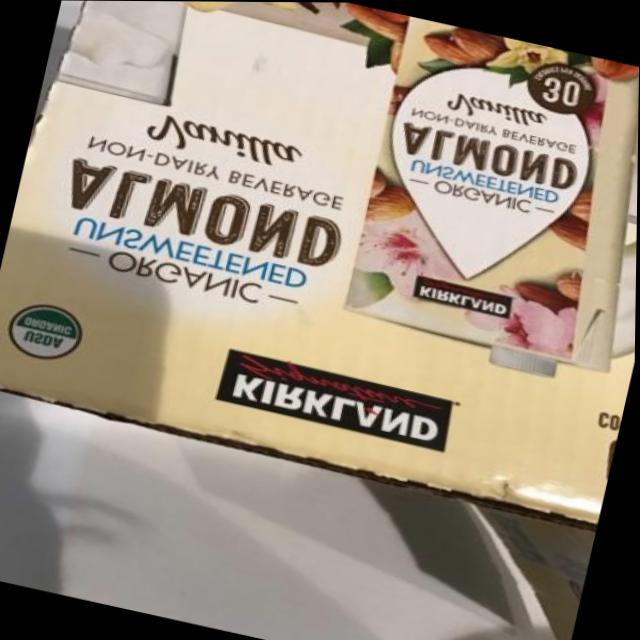 KIRKLAND
Signature
— ORGANIC —
UNSWEETENED
ALMOND
NON-DAIRY BEVERAGE
Vanilla
USDA
ORGANIC
KIRKLAND
— ORGANIC —
UNSWEETENED
ALMOND
NON-DAIRY BEVERAGE
Vanilla
30
CO